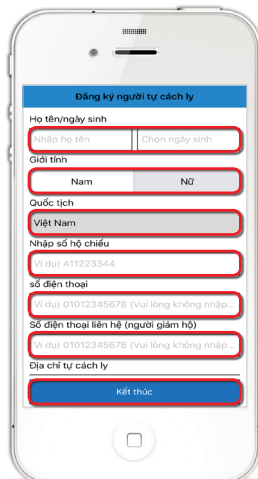 Đăng ký người tự cách ly
Họ tên/ngày sinh
Nhập họ tên Chọn ngày sinh
Giới tính
Nam Nữ
Quốc tịch
Việt Nam
Nhập số hộ chiếu
Ví dụ) A11223344
số điện thoại
Ví dụ) 01012345678 (Vui lòng không nhập...
Số điện thoại liên hệ (người giám hộ)
Ví dụ) 01012345678 (Vui lòng không nhập...
Địa chỉ tự cách ly
Kết thúc